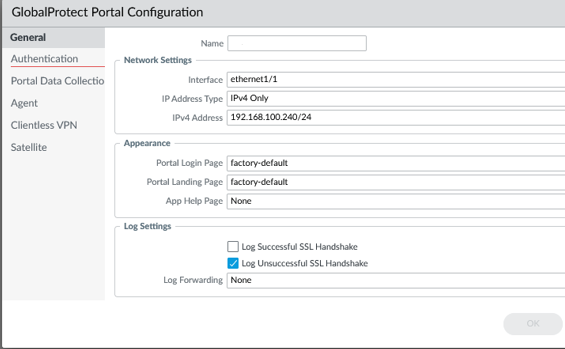 GlobalProtect Portal Configuration
General
Authentication
Portal Data Collectio
Agent
Clientless VPN
Satellite
Name
Network Settings
Interface ethernet1/1
IP Address Type IPv4 Only
IPv4 Address 192.168.100.240/24
Appearance
Portal Login Page factory-default
Portal Landing Page factory-default
App Help Page None
Log Settings
Log Successful SSL Handshake
Log Unsuccessful SSL Handshake
Log Forwarding None
OK